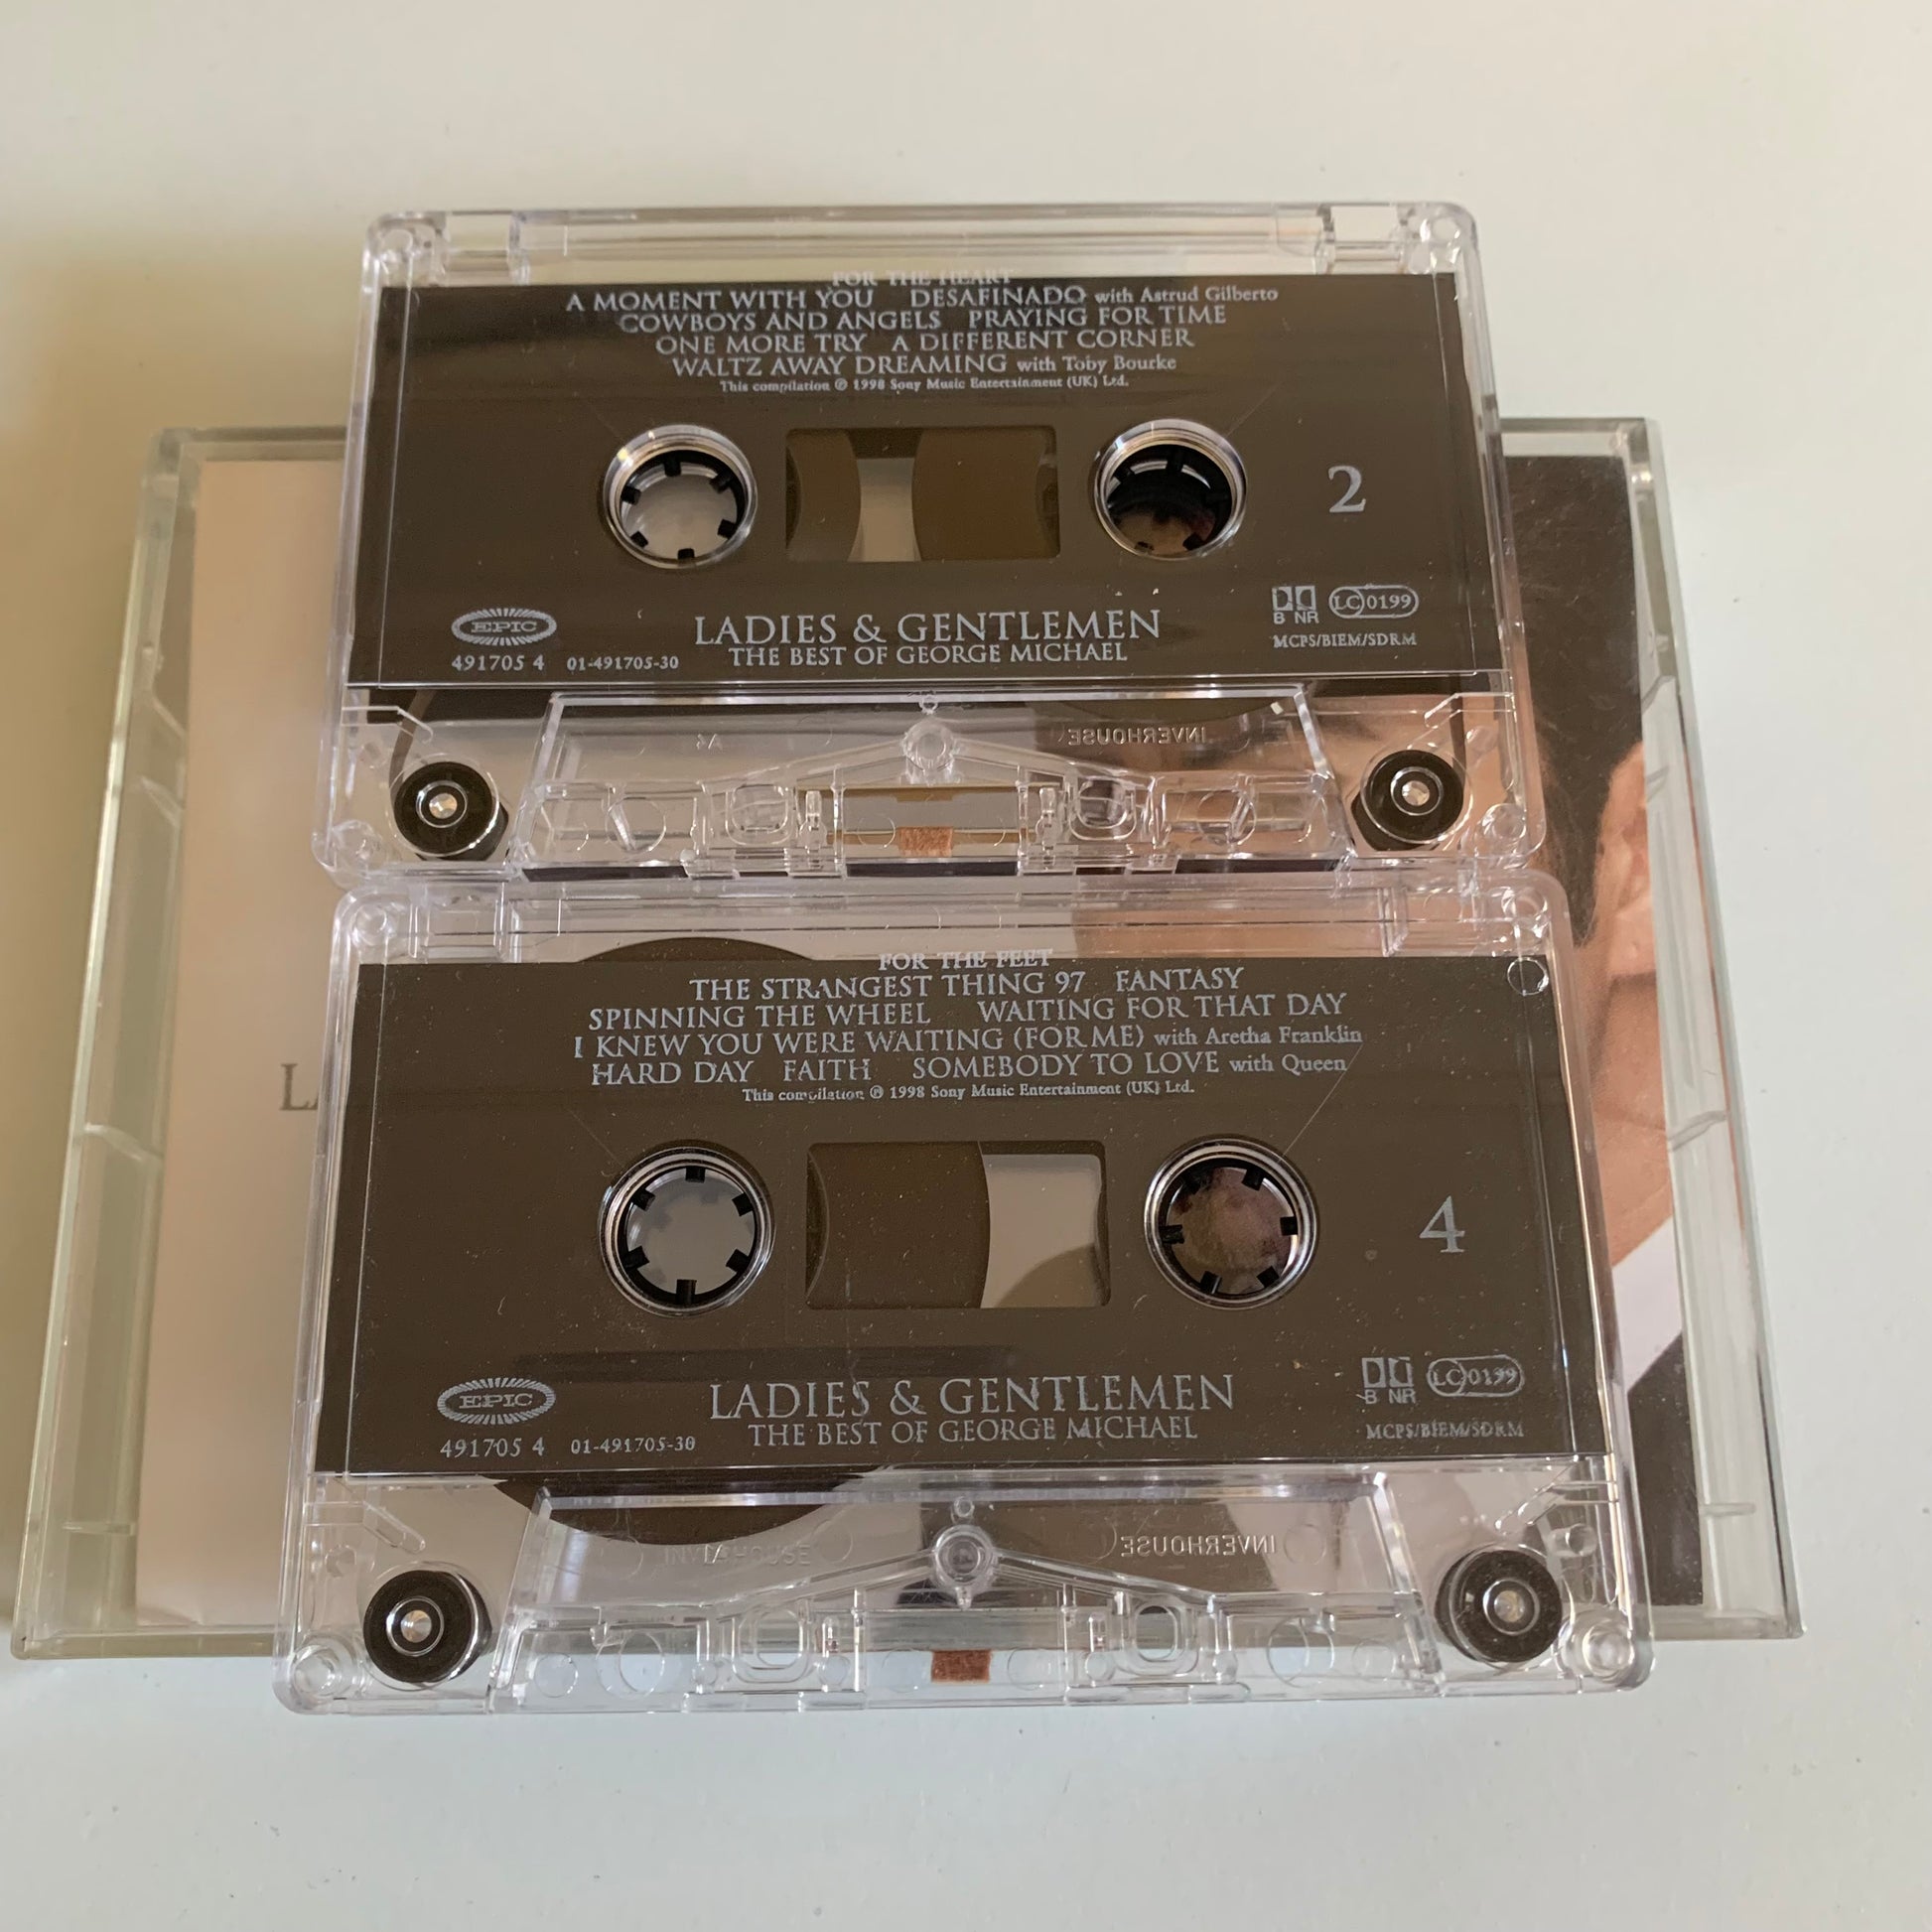 FOR THE HEART
A MOMENT WITH YOU DESAFINADO with Astrud Gilberto
COWBOYS AND ANGELS PRAYING FOR TIME
ONE MORE TRY A DIFFERENT CORNER
WALTZ AWAY DREAMING with Toby Bourke
This compilation ℗ 1998 Sony Music Entertainment (UK) Ltd.
2
EPIC
491705 4 01-491705-30
LADIES & GENTLEMEN
THE BEST OF GEORGE MICHAEL
B NR LC 0199
MCPS/BIEM/SDRM
INVERHOUSE
FOR THE FEET
THE STRANGEST THING 97 FANTASY
SPINNING THE WHEEL WAITING FOR THAT DAY
I KNEW YOU WERE WAITING (FOR ME) with Aretha Franklin
HARD DAY FAITH SOMEBODY TO LOVE with Queen
This compilation ℗ 1998 Sony Music Entertainment (UK) Ltd.
4
EPIC
491705 4 01-491705-30
LADIES & GENTLEMEN
THE BEST OF GEORGE MICHAEL
B NR LC 0199
MCPS/BIEM/SDRM
INVERHOUSE
INVERHOUSE